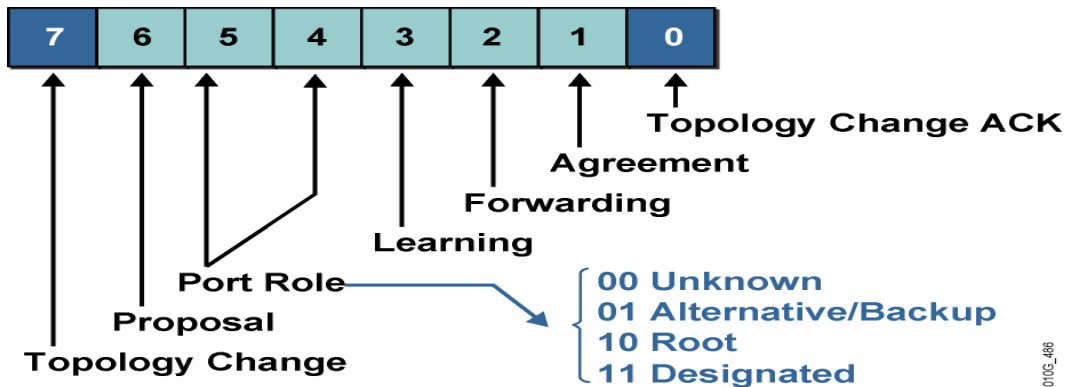 7 6 5 4 3 2 1 0
Topology Change ACK
Agreement
Forwarding
Learning
Port Role
00 Unknown
01 Alternative/Backup
10 Root
11 Designated
Proposal
Topology Change
010G_486